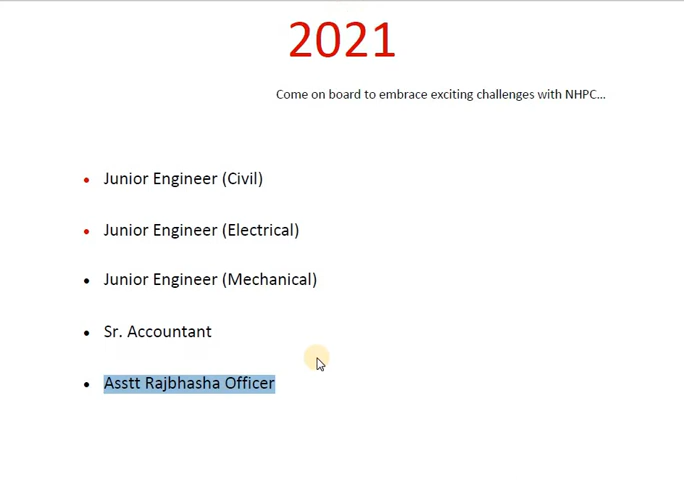 2021
Come on board to embrace exciting challenges with NHPC...
Junior Engineer (Civil)
Junior Engineer (Electrical)
Junior Engineer (Mechanical)
Sr. Accountant
Asstt Rajbhasha Officer